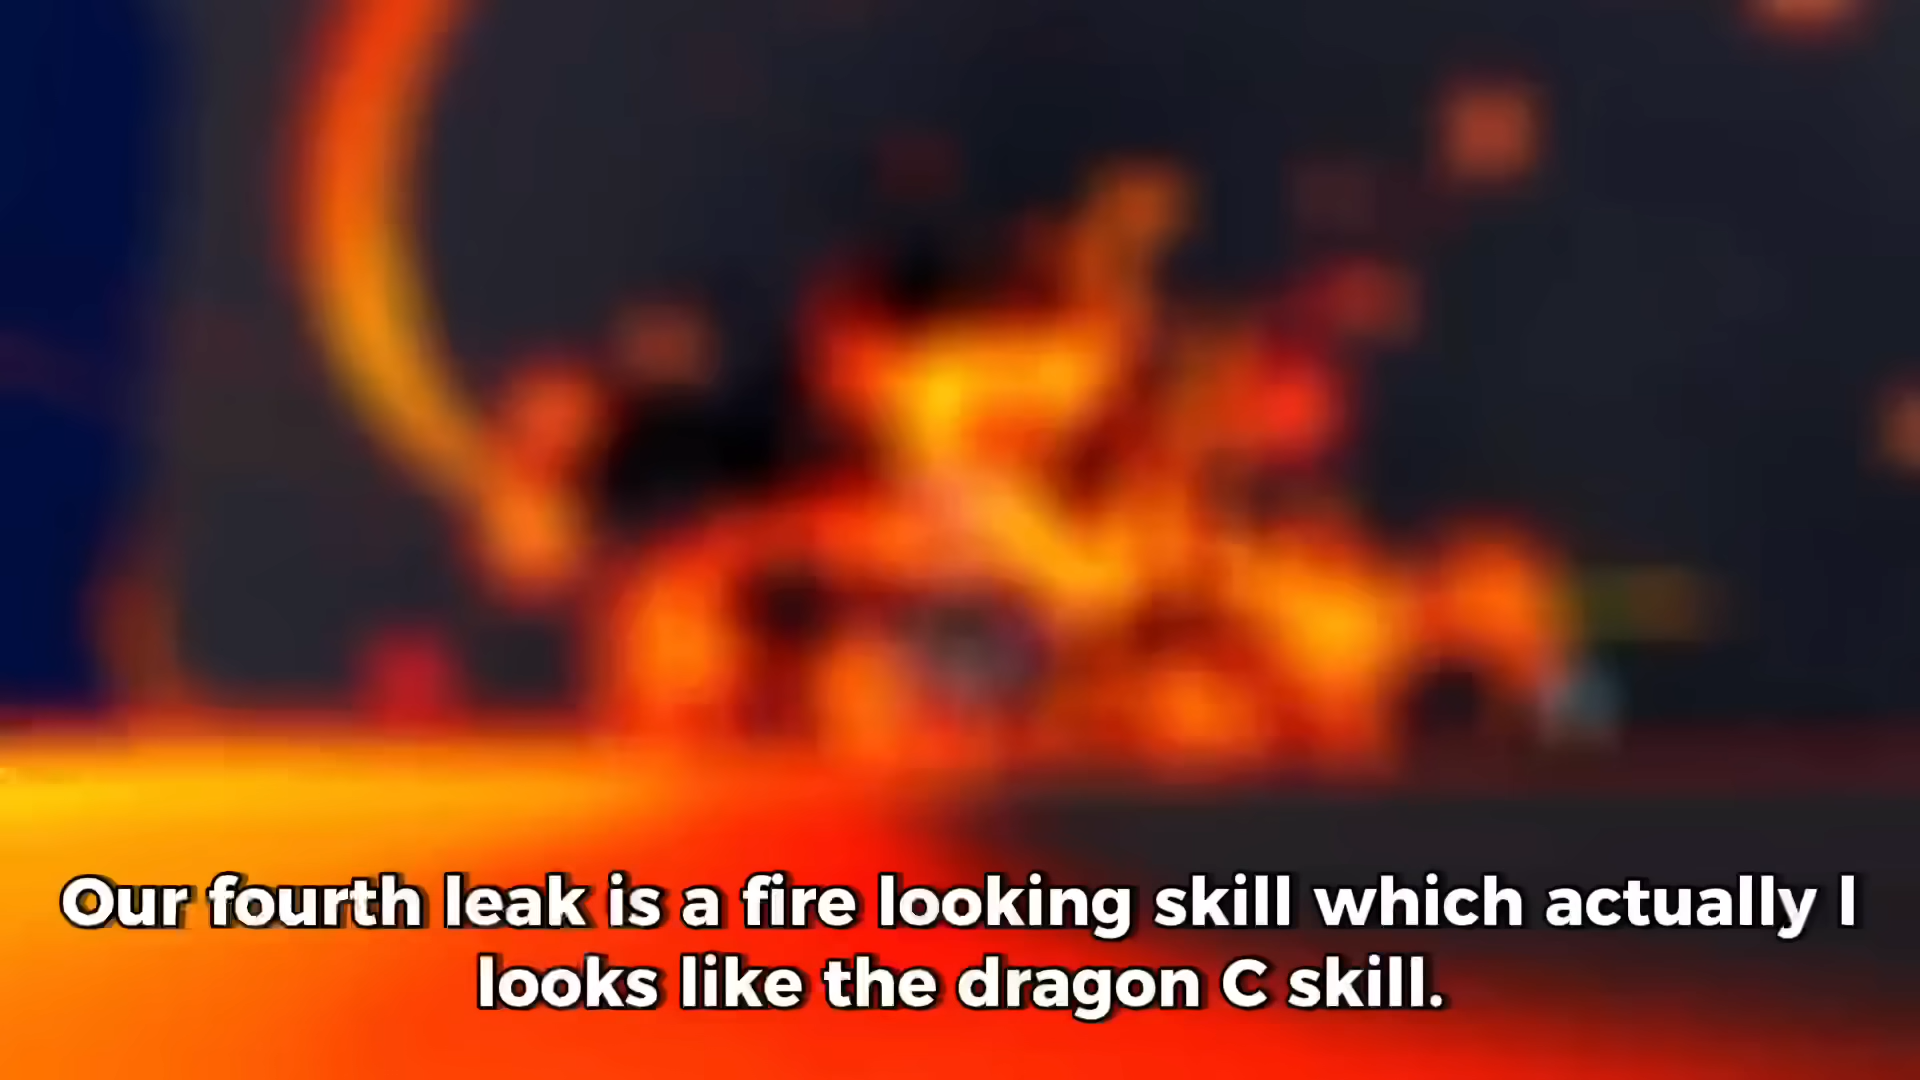 Our fourth leak is a fire looking skill which actually l
looks like the dragon C skill.